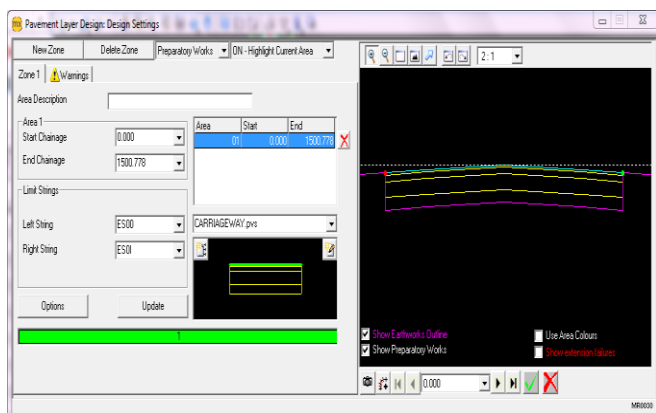 Pavement Layer Design: Design Settings
New Zone
Delete Zone
Preparatory Works
ON - Highlight Current Area
2:1
Zone 1
Warnings
Area Description
Area 1
Start Chainage
0.000
End Chainage
1500.778
Area Start End
01 0.000 1500.778
Limit Strings
Left String
ES00
Right String
ES0I
CARRIAGEWAY.pvs
Options
Update
1
Show Earthworks Outline
Use Area Colours
Show Preparatory Works
Show extension failures
0.000